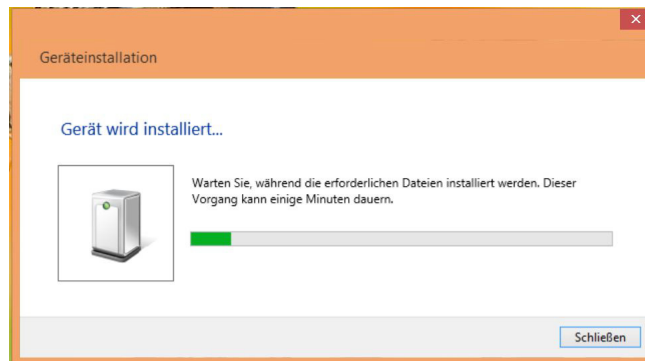 Geräteinstallation
Gerät wird installiert...
Warten Sie, während die erforderlichen Dateien installiert werden. Dieser
Vorgang kann einige Minuten dauern.
Schließen